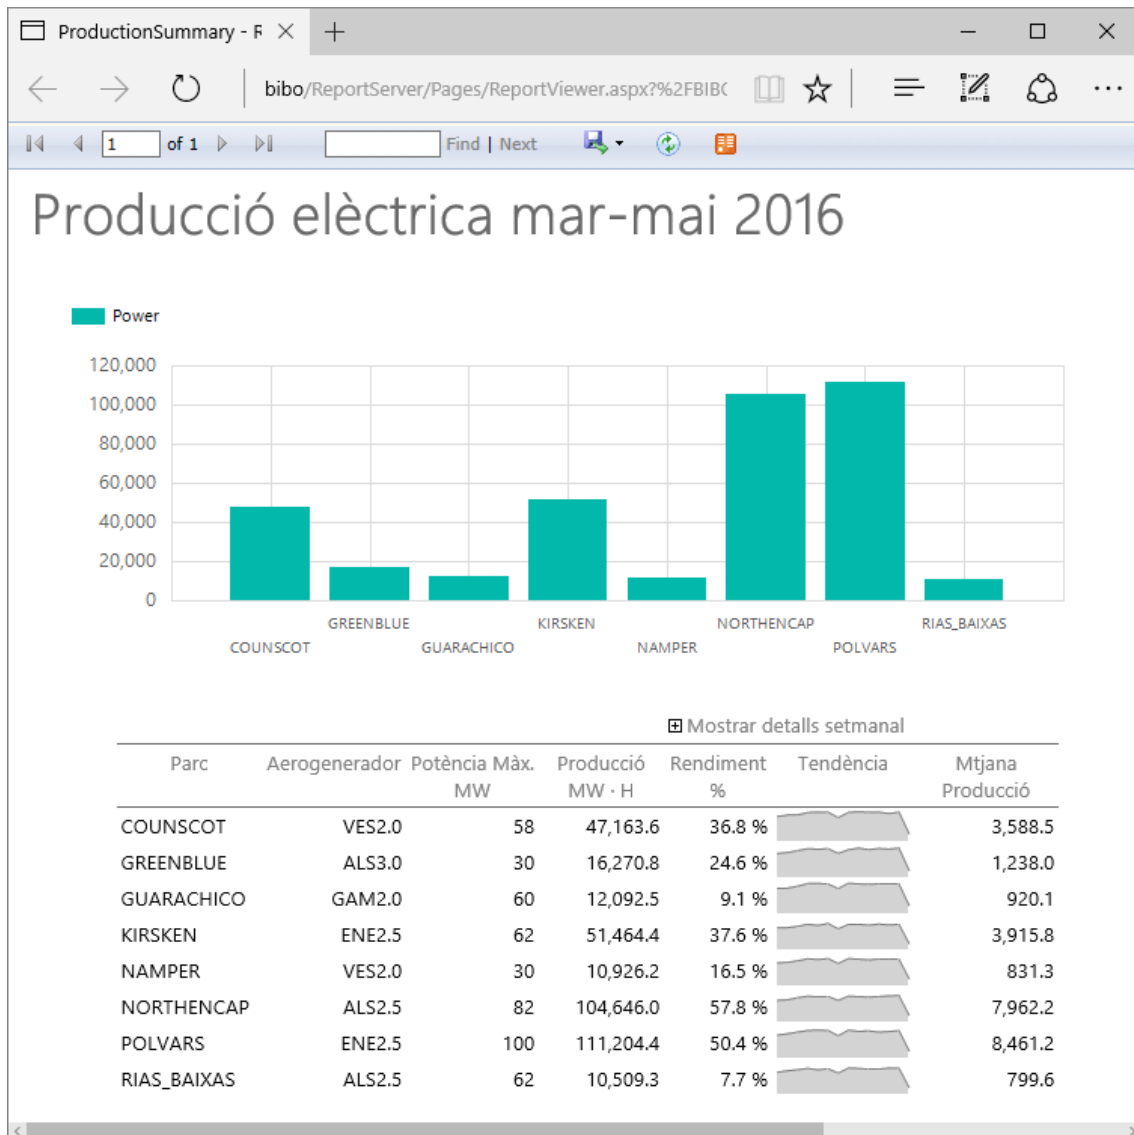 ProductionSummary - R
bibo/ReportServer/Pages/ReportViewer.aspx?%2FBIBO
1 of 1 Find | Next
Producció elèctrica mar-mai 2016
Power
120,000
100,000
80,000
60,000
40,000
20,000
0
GREENBLUE KIRSKEN NORTHENCAP RIAS_BAIXAS
COUNSCOT GUARACHICO NAMPER POLVARS
Mostrar detalls setmanal
Parc Aerogenerador Potència Màx. Producció Rendiment Tendència Mtjana
MW MW · H % Producció
COUNSCOT VES2.0 58 47,163.6 36.8 % 3,588.5
GREENBLUE ALS3.0 30 16,270.8 24.6 % 1,238.0
GUARACHICO GAM2.0 60 12,092.5 9.1 % 920.1
KIRSKEN ENE2.5 62 51,464.4 37.6 % 3,915.8
NAMPER VES2.0 30 10,926.2 16.5 % 831.3
NORTHENCAP ALS2.5 82 104,646.0 57.8 % 7,962.2
POLVARS ENE2.5 100 111,204.4 50.4 % 8,461.2
RIAS_BAIXAS ALS2.5 62 10,509.3 7.7 % 799.6